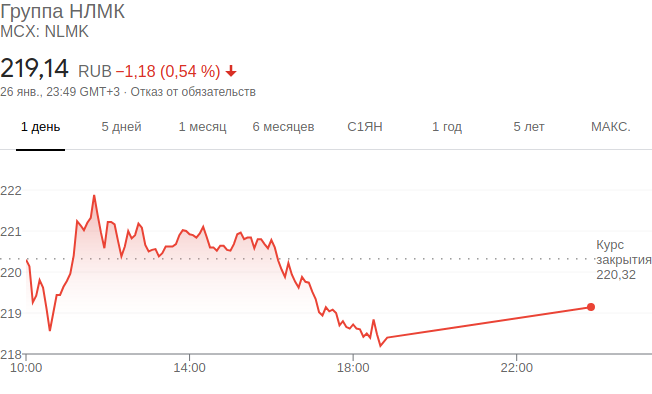 Группа НЛМК
MCX: NLMK
219,14 RUB −1,18 (0,54 %)
26 янв., 23:49 GMT+3 · Отказ от обязательств
1 день 5 дней 1 месяц 6 месяцев С1ЯН 1 год 5 лет МАКС.
222
221
Курс
закрытия
220,32
220
219
218
10:00 14:00 18:00 22:00